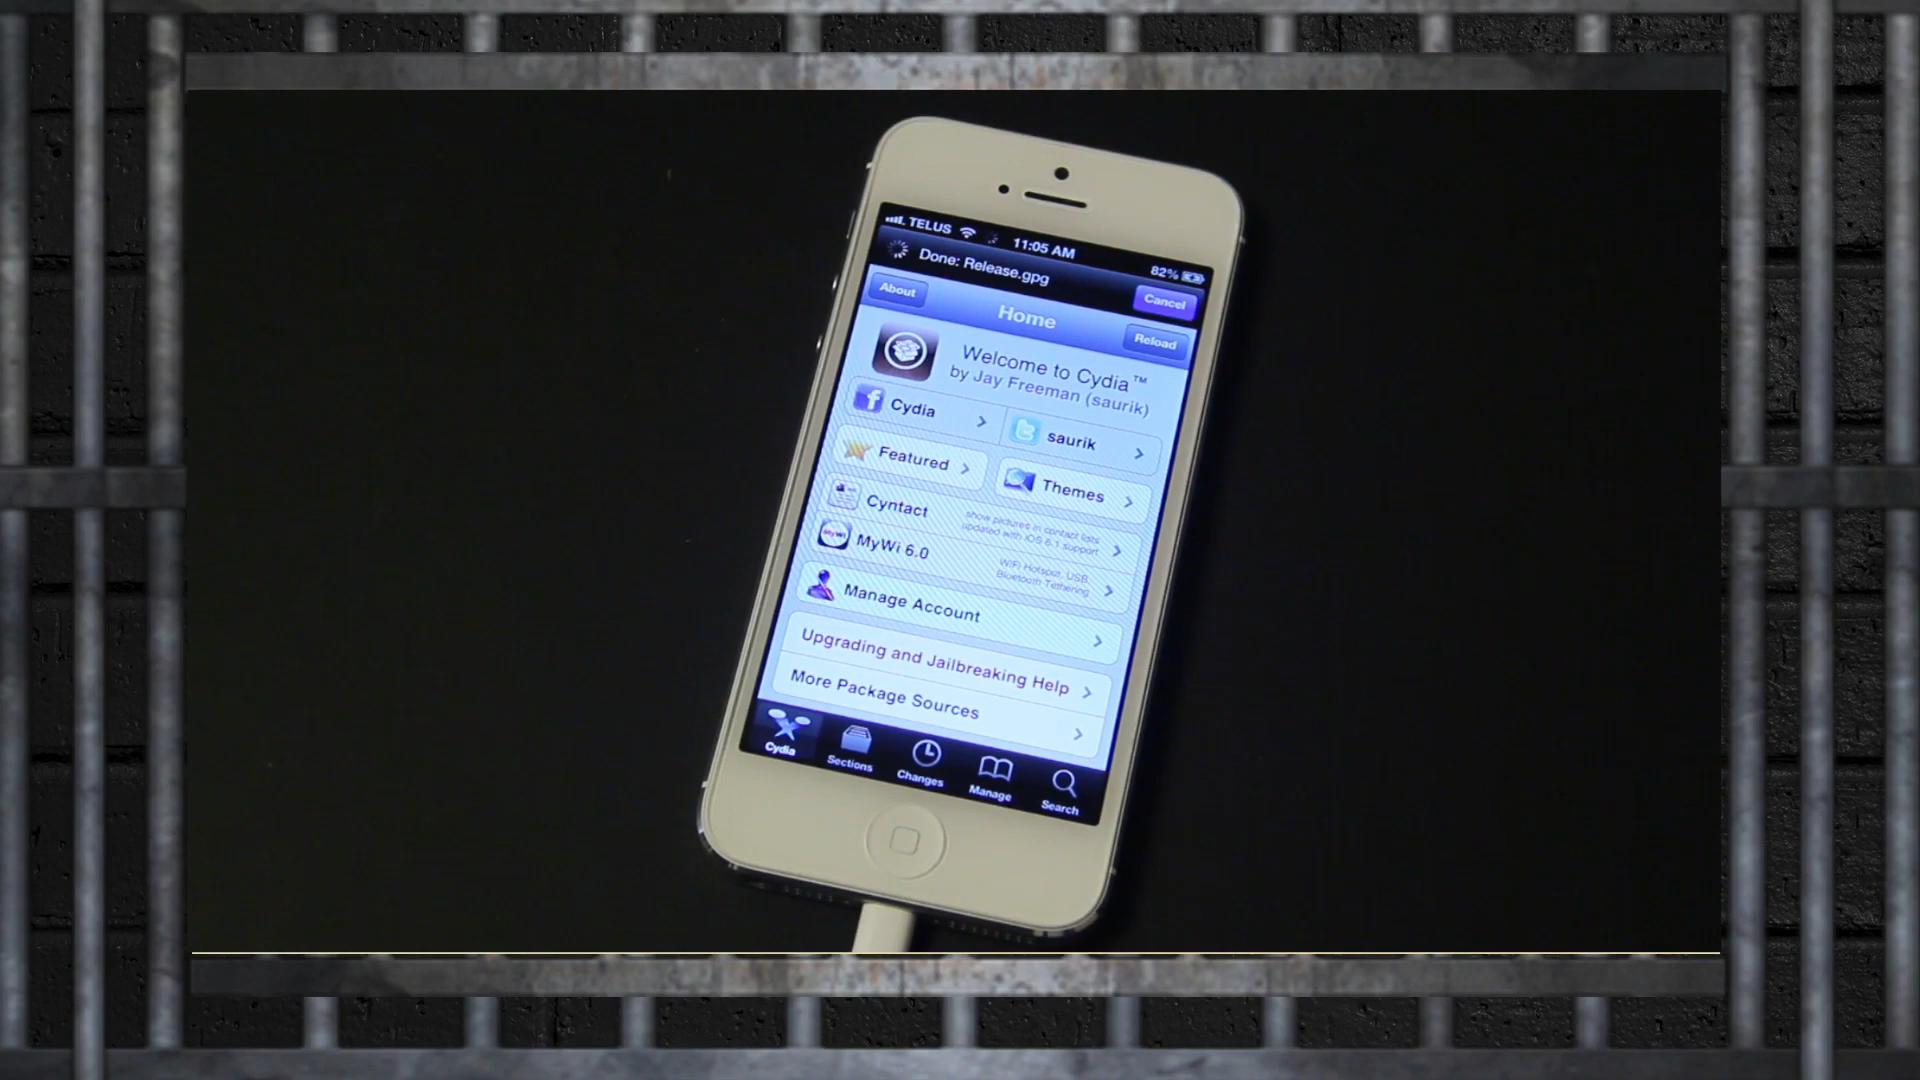 TELUS 11:05 AM 82%
Done: Release.gpg
Cancel
About
Home
Reload
Welcome to Cydia™
by Jay Freeman (saurik)
Cydia
saurik
Featured
Themes
Cyntact
show pictures in contact lists
updated with iOS 6.1 support
MyWi 6.0
WiFi Hotspot, USB,
Bluetooth Tethering
Manage Account
Upgrading and Jailbreaking Help
More Package Sources
Cydia
Sections
Changes
Manage
Search